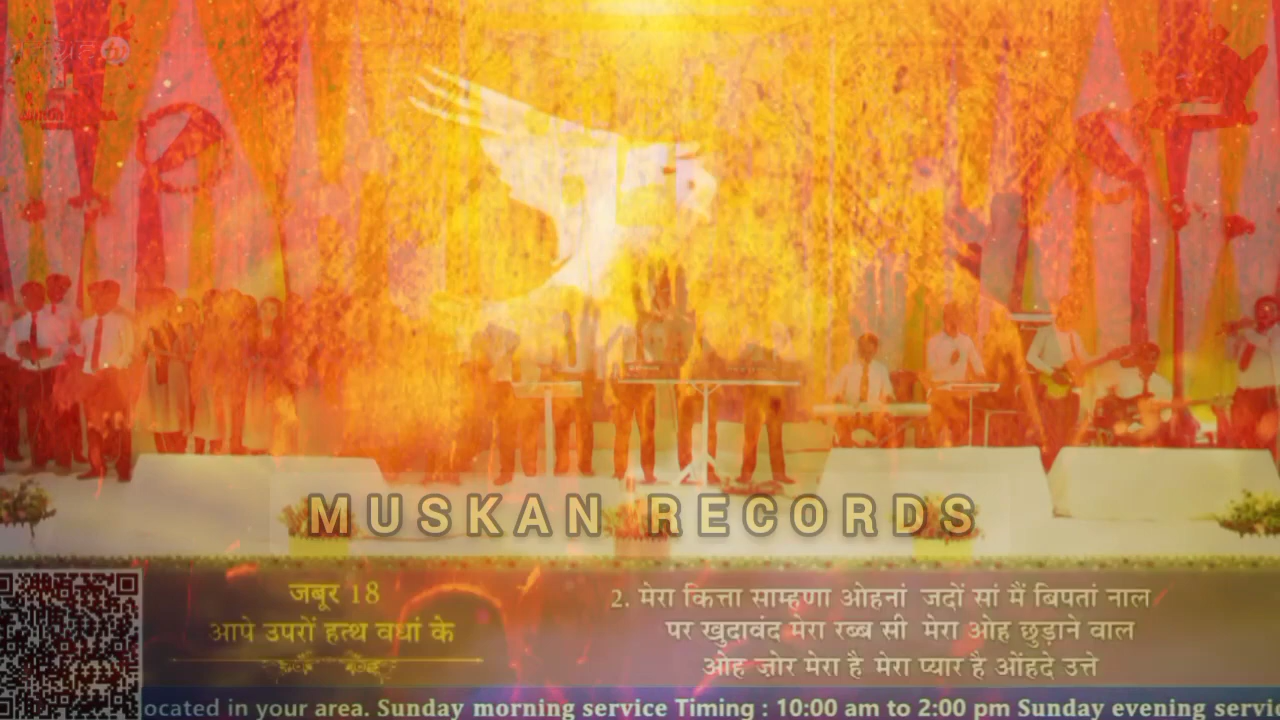 tv
MUSKAN RECORDS
जबूर 18
आपे उपरों हत्थ वधां के
2. मेरा कित्ता साम्हणा ओहनां जदों सां मैं बिपतां नाल
पर खुदावंद मेरा रब्ब सी मेरा ओह छुड़ाने वाल
ओह ज़ोर मेरा है मेरा प्यार है ओंहदे उत्ते
ocated in your area. Sunday morning service Timing : 10:00 am to 2:00 pm Sunday evening servic